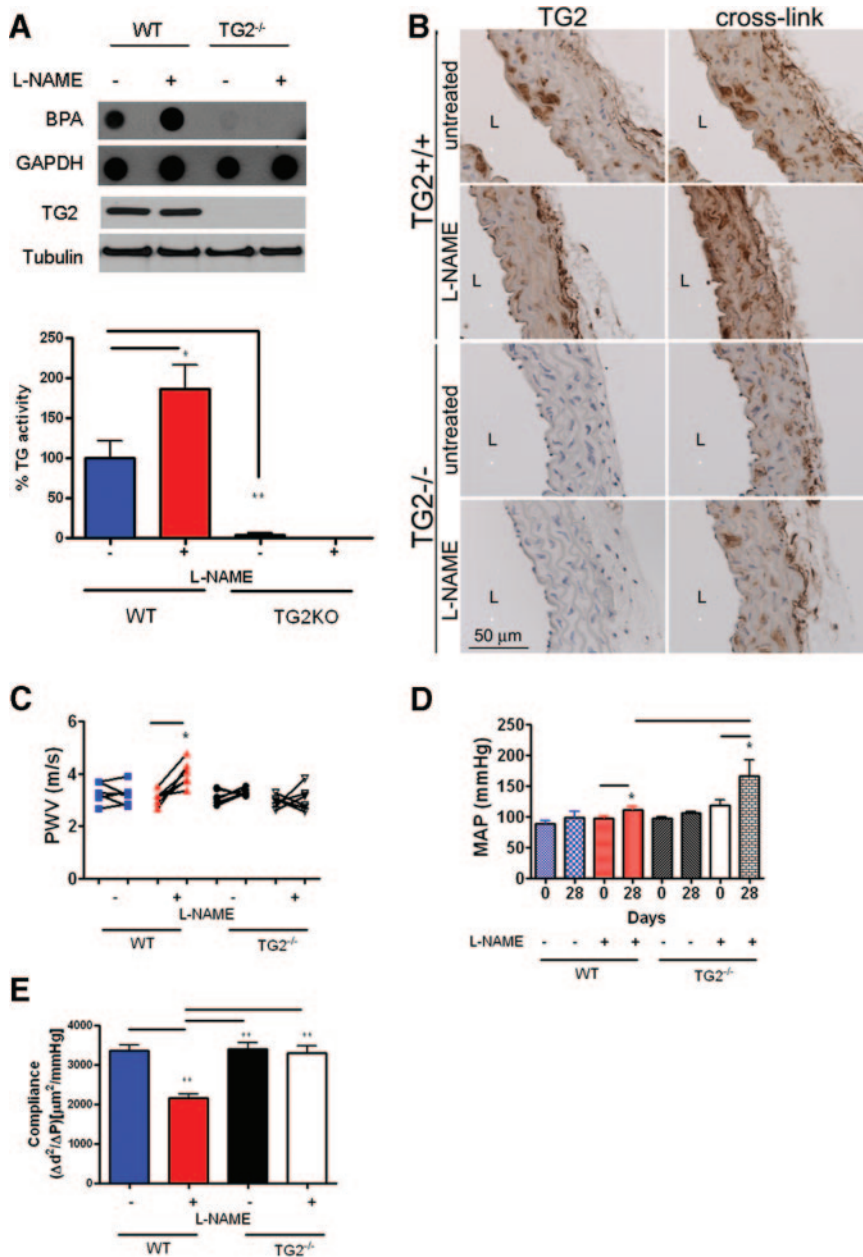 A
WT TG2-/-
L-NAME - + - +
BPA
GAPDH
TG2
Tubulin
250
200
150
100
50
0
% TG activity
*
**
- + - +
L-NAME
WT TG2KO
B
TG2 cross-link
TG2+/+
untreated
L L
L-NAME
L L
TG-/-
untreated
L L
L-NAME
L L
50 µm
C
6
4
2
0
PWV (m/s)
*
- + - +
L-NAME
WT TG2-/-
D
250
200
150
100
50
0
MAP (mmHg)
*
*
0 28 0 28 0 28 0 28
Days
L-NAME - - + + - - + +
WT TG2-/-
E
4000
3000
2000
1000
0
Compliance
(Δd²/ΔP)[µm²/mmHg]
** ** **
- + - +
L-NAME
WT TG2-/-